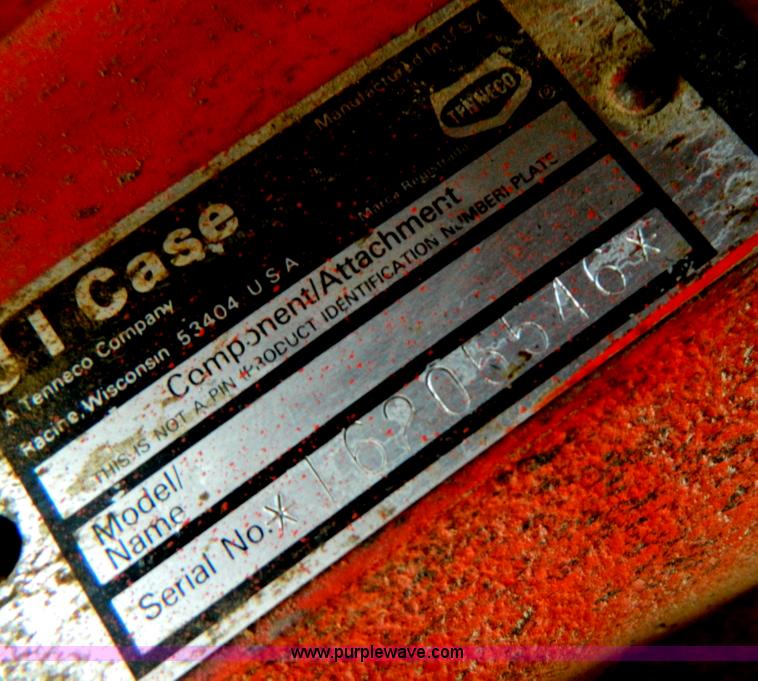 Manufactured In U S A
TENNECO
®
J I Case
A Tenneco Company
Marca Registrada
Racine, Wisconsin 53404 U S A
Component/Attachment
THIS IS NOT A PIN (PRODUCT IDENTIFICATION NUMBER) PLATE
Model/
Name
Serial No. *16205546*
www.purplewave.com